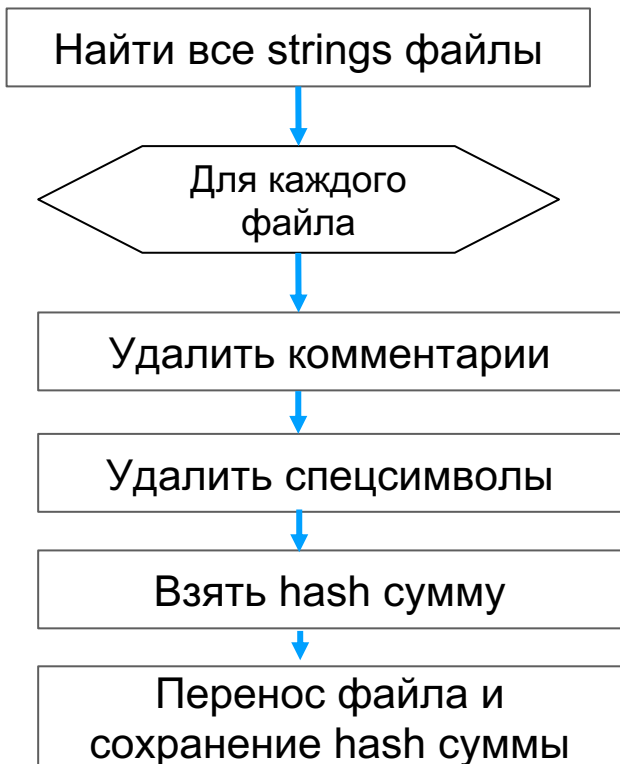 Найти все strings файлы
Для каждого
файла
Удалить комментарии
Удалить спецсимволы
Взять hash сумму
Перенос файла и
сохранение hash суммы